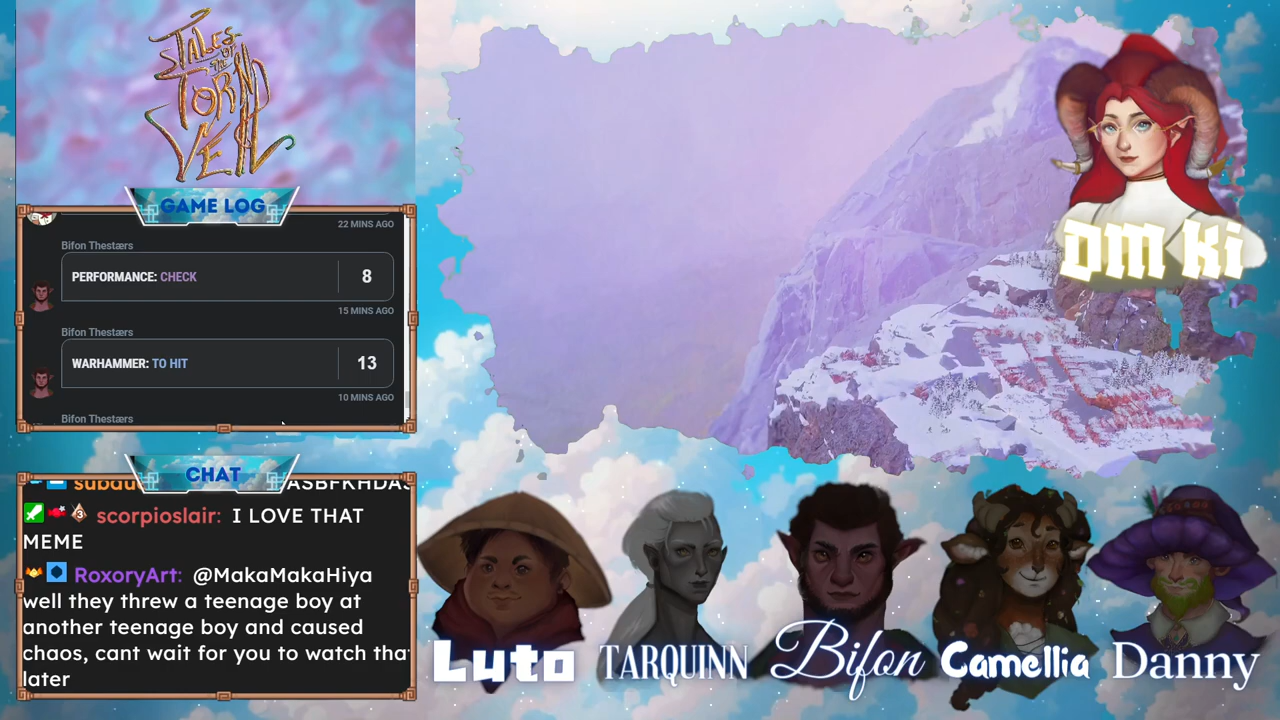 TALES
OF
THE
TORN
VEIL
GAME LOG
22 MINS AGO
Bifon Thestærs
PERFORMANCE: CHECK 8
15 MINS AGO
Bifon Thestærs
WARHAMMER: TO HIT 13
10 MINS AGO
Bifon Thestærs
CHAT
scorpioslair: I LOVE THAT
MEME
RoxoryArt: @MakaMakaHiya
well they threw a teenage boy at
another teenage boy and caused
chaos, cant wait for you to watch that
later
DM Ki
Luto
TARQUINN
Bifon
Camellia
Danny